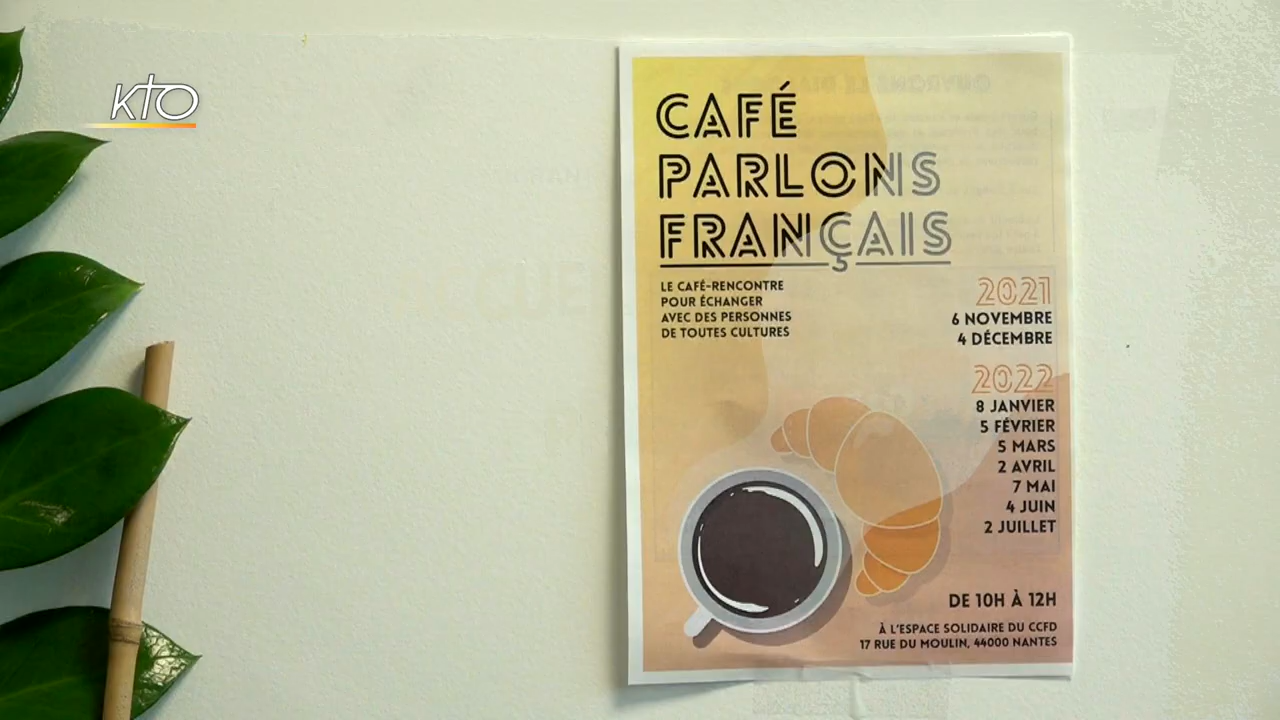 KTO
CAFÉ
PARLONS
FRANÇAIS
LE CAFÉ-RENCONTRE
POUR ÉCHANGER
AVEC DES PERSONNES
DE TOUTES CULTURES
2021
6 NOVEMBRE
4 DÉCEMBRE
2022
8 JANVIER
5 FÉVRIER
5 MARS
2 AVRIL
7 MAI
4 JUIN
2 JUILLET
DE 10H À 12H
À L'ESPACE SOLIDAIRE DU CCFD
17 RUE DU MOULIN, 44000 NANTES